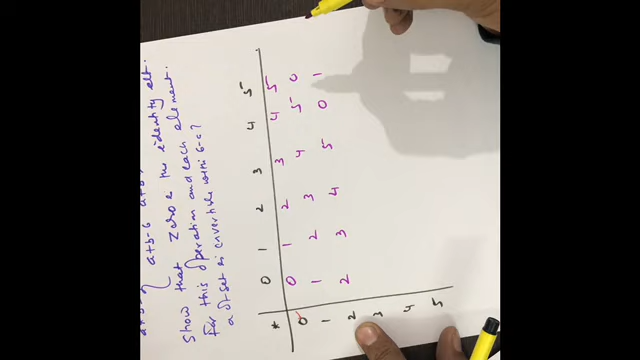 a+b-6 a+b
Show that zero is the identity elt.
for this operation and each element
a of set is invertible with 6-a?
* 0 1 2 3 4 5
0 0 1 2 3 4 5
1 1 2 3 4 5 0
2 2 3 4 5 0 1
3
4
5